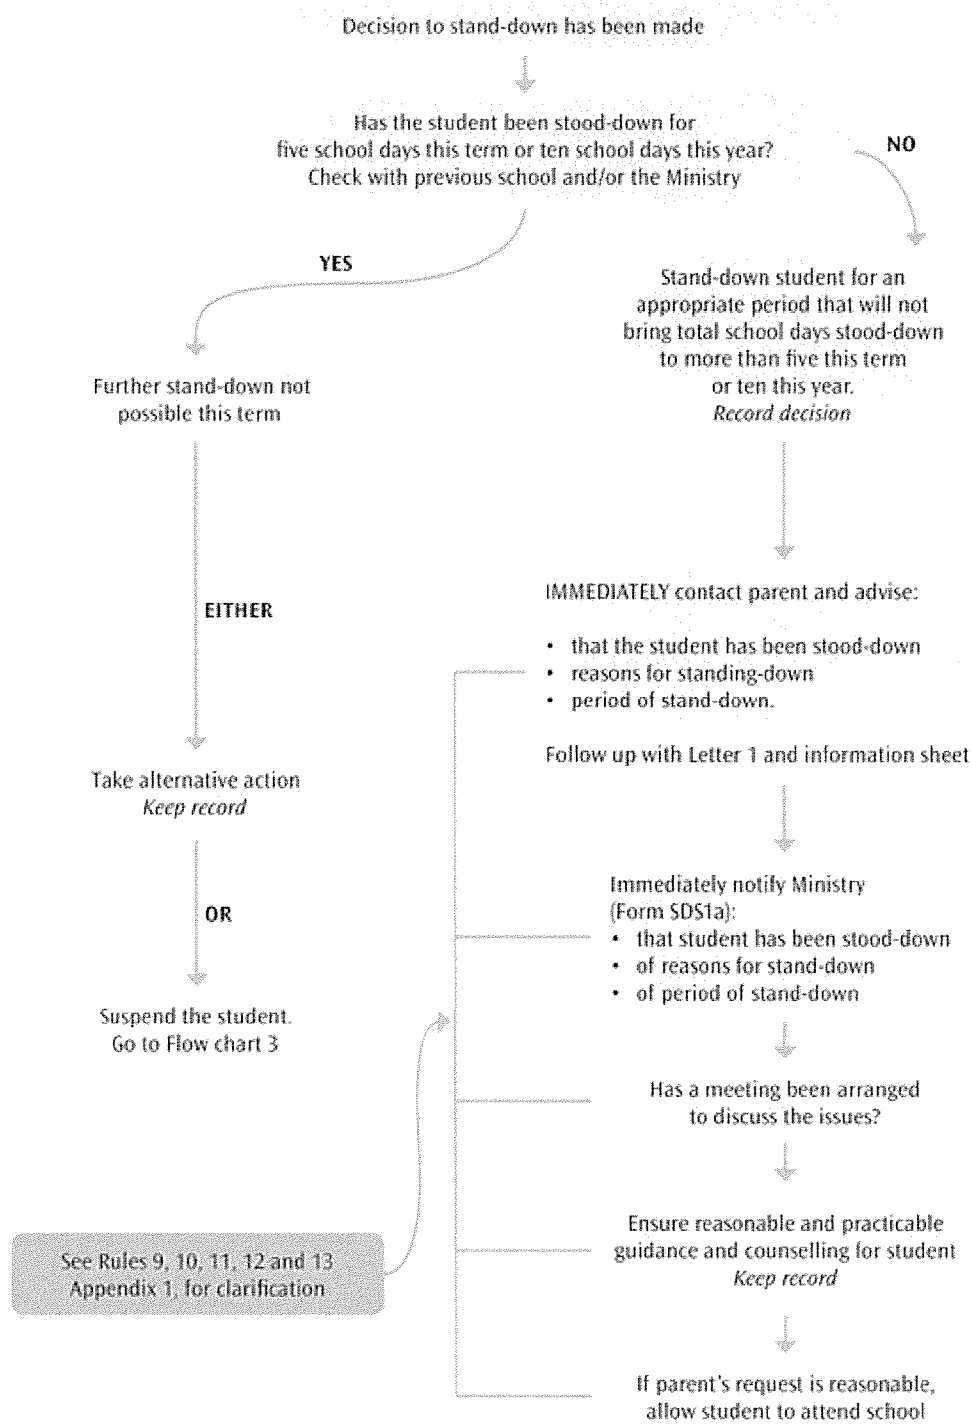 Decision to stand-down has been made
Has the student been stood-down for
five school days this term or ten school days this year?
Check with previous school and/or the Ministry
NO
YES
Stand-down student for an
appropriate period that will not
bring total school days stood-down
to more than five this term
or ten this year.
Record decision
Further stand-down not
possible this term
EITHER
Take alternative action
Keep record
OR
Suspend the student.
Go to Flow chart 3
IMMEDIATELY contact parent and advise:
• that the student has been stood-down
• reasons for standing-down
• period of stand-down.
Follow up with Letter 1 and information sheet
Immediately notify Ministry
(Form SDS1a):
• that student has been stood-down
• of reasons for stand-down
• of period of stand-down
Has a meeting been arranged
to discuss the issues?
Ensure reasonable and practicable
guidance and counselling for student
Keep record
See Rules 9, 10, 11, 12 and 13
Appendix 1, for clarification
If parent's request is reasonable,
allow student to attend school